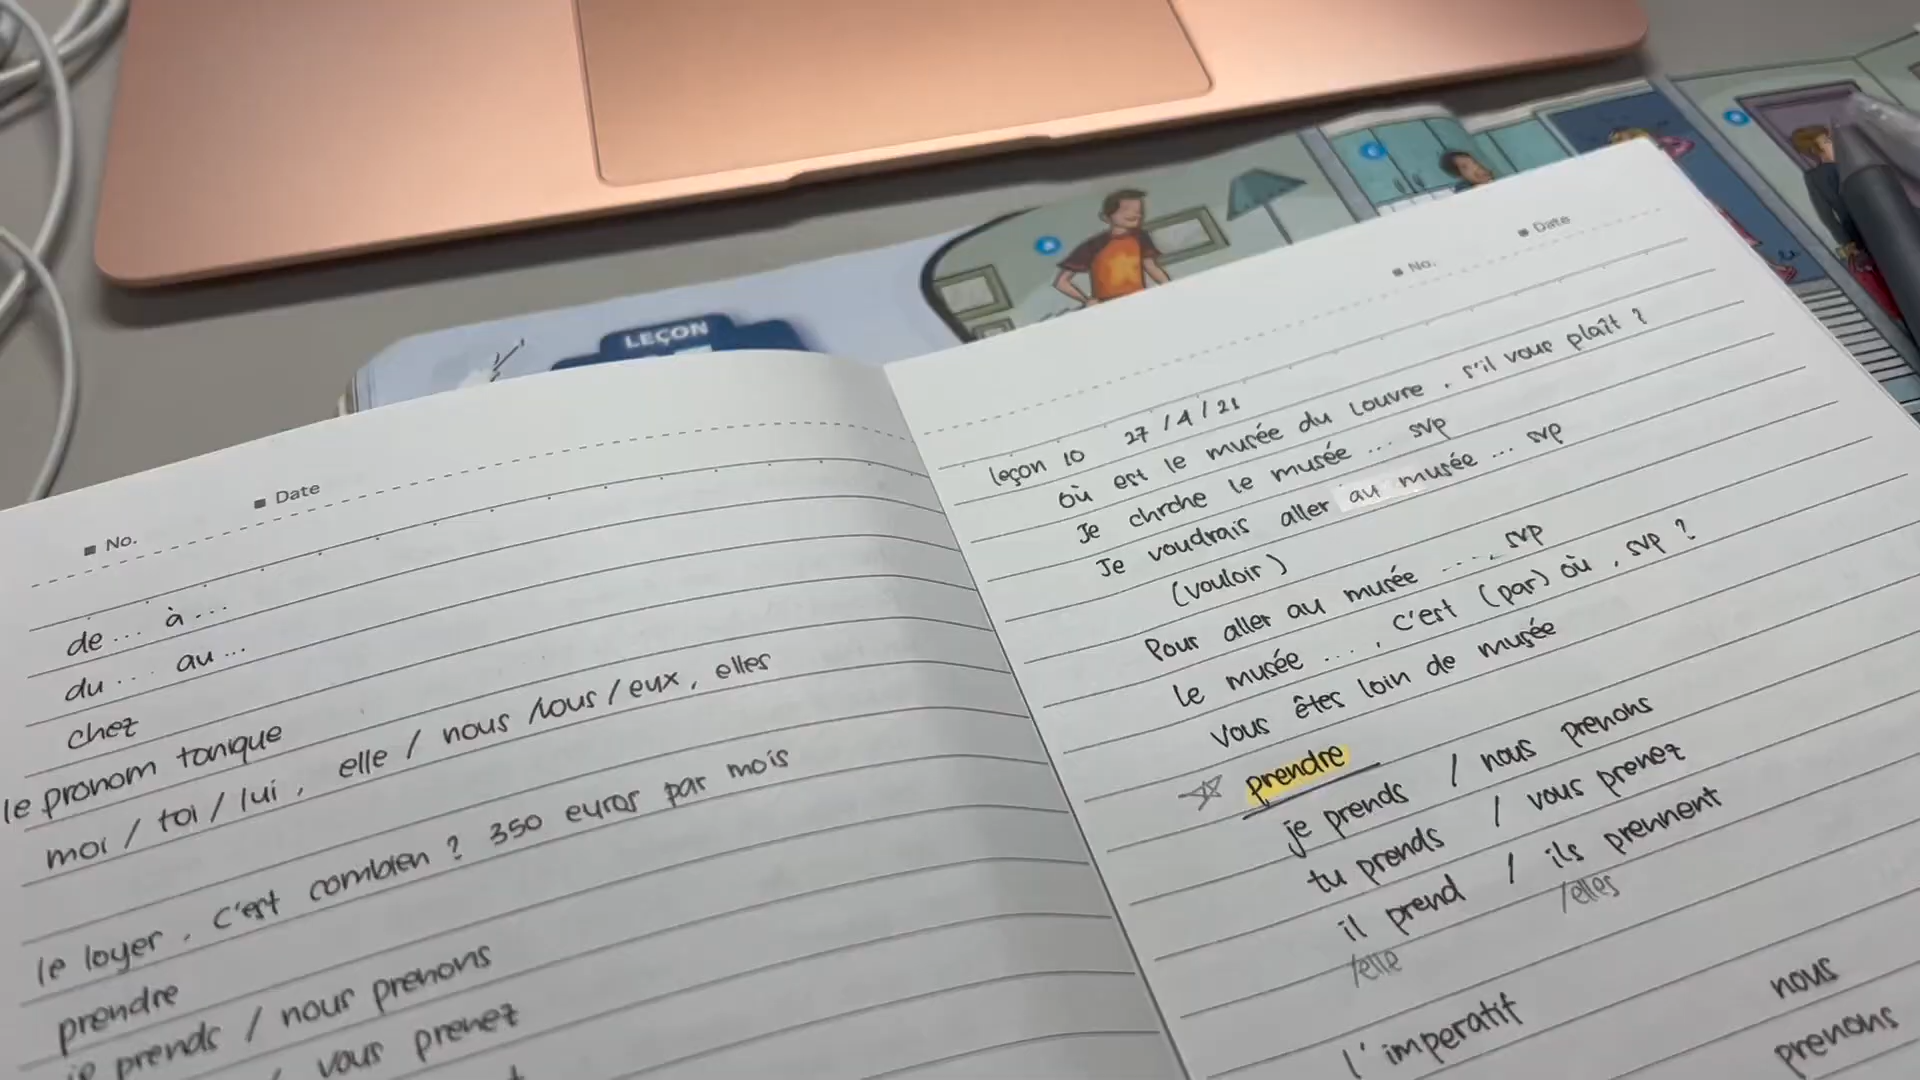 LEÇON
No.
Date
de ... à ...
du ... au ...
chez
le pronom tonique
moi / toi / lui, elle / nous /vous / eux, elles
le loyer, c'est combien ? 350 euros par mois
prendre
je prends / nous prenons
/ vous prenez
No.
Date
leçon 10 27 / 4 / 21
où est le musée du Louvre, s'il vous plaît ?
Je chrche le musée ... svp
Je voudrais aller au musée ... svp
(vouloir)
Pour aller au musée ..., svp
Le musée ..., c'est (par) où, svp ?
Vous êtes loin de musée
prendre
je prends / nous prenons
tu prends / vous prenez
il prend / ils prennent
/elle /elles
l'imperatif nous
prenons